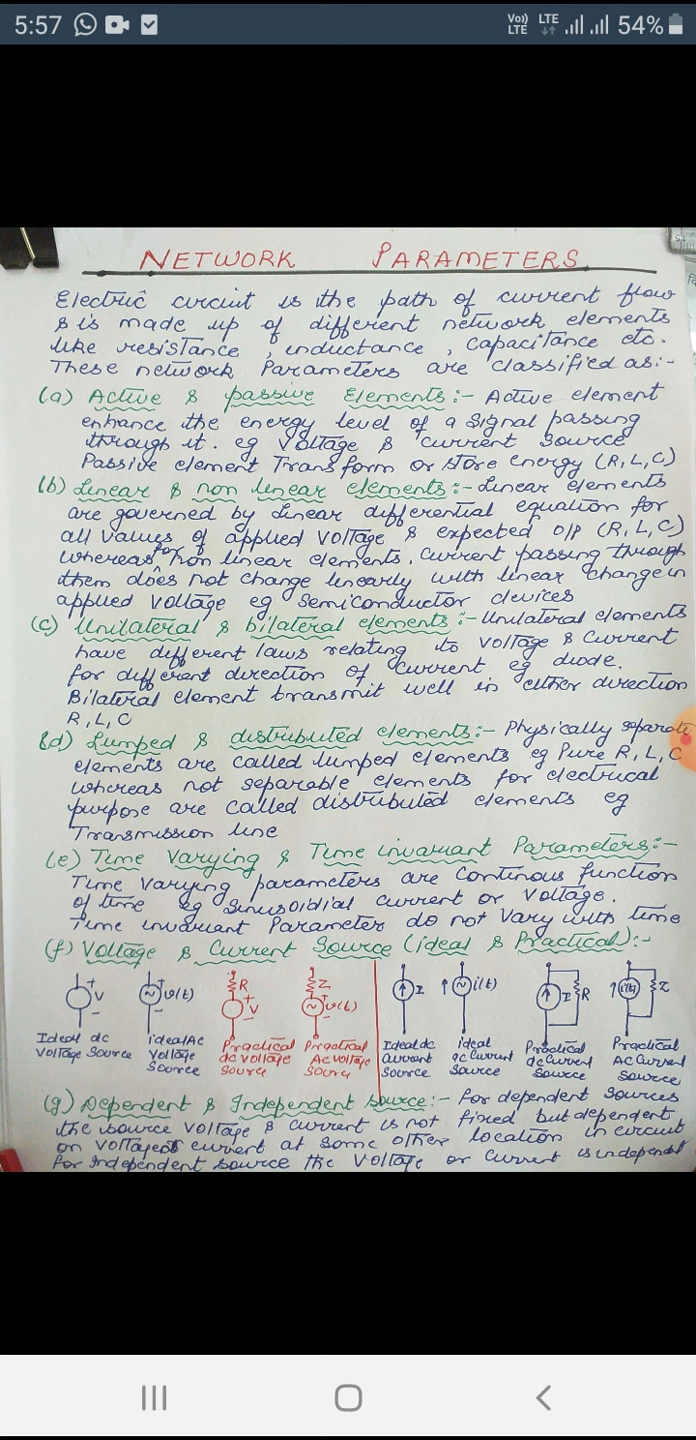 5:57
Vo)) LTE LTE 54%
NETWORK PARAMETERS
Electric circuit is the path of current flow
& is made up of different network elements
like resistance, inductance, capacitance etc.
These network Parameters are classified as:-
(a) Active & passive Elements:- Active element
enhance the energy level of a signal passing
through it. eg Voltage & current source
Passive element Transform or store energy (R, L, C)
(b) Linear & non linear elements:- Linear elements
are governed by linear differential equation for
all values of applied voltage & expected o/p (R, L, C)
whereas for non linear elements, current passing through
them does not change linearly with linear change in
applied voltage eg semiconductor devices
(c) Unilateral & bilateral elements:- Unilateral elements
have different laws relating to voltage & current
for different direction of current eg diode.
Bilateral element transmit well in either direction
R, L, C
(d) Lumped & distributed elements:- Physically separate
elements are called lumped elements eg Pure R, L, C
whereas not separable elements for electrical
purpose are called distributed elements eg
Transmission line
(e) Time Varying & Time invariant Parameters:-
Time Varying parameters are continous function
of time eg Sinusoidial current or Voltage.
Time invariant Parameter do not vary with time
(f) Voltage & Current Source (ideal & Practical):-
+ V - + v(t) - R + V - Z + v(t) I i(t) I R i(t) Z
Ideal dc Voltage Source
ideal Ac Voltage Source
Practical dc voltage Source
Practical Ac voltage Source
Ideal dc current Source
ideal ac current Source
Practical dc current Source
Practical AC current Source
(g) Dependent & Independent source:- for dependent sources
the source voltage & current is not fixed but dependent
on voltage or current at some other location in circuit
for Independent source the voltage or current is independent